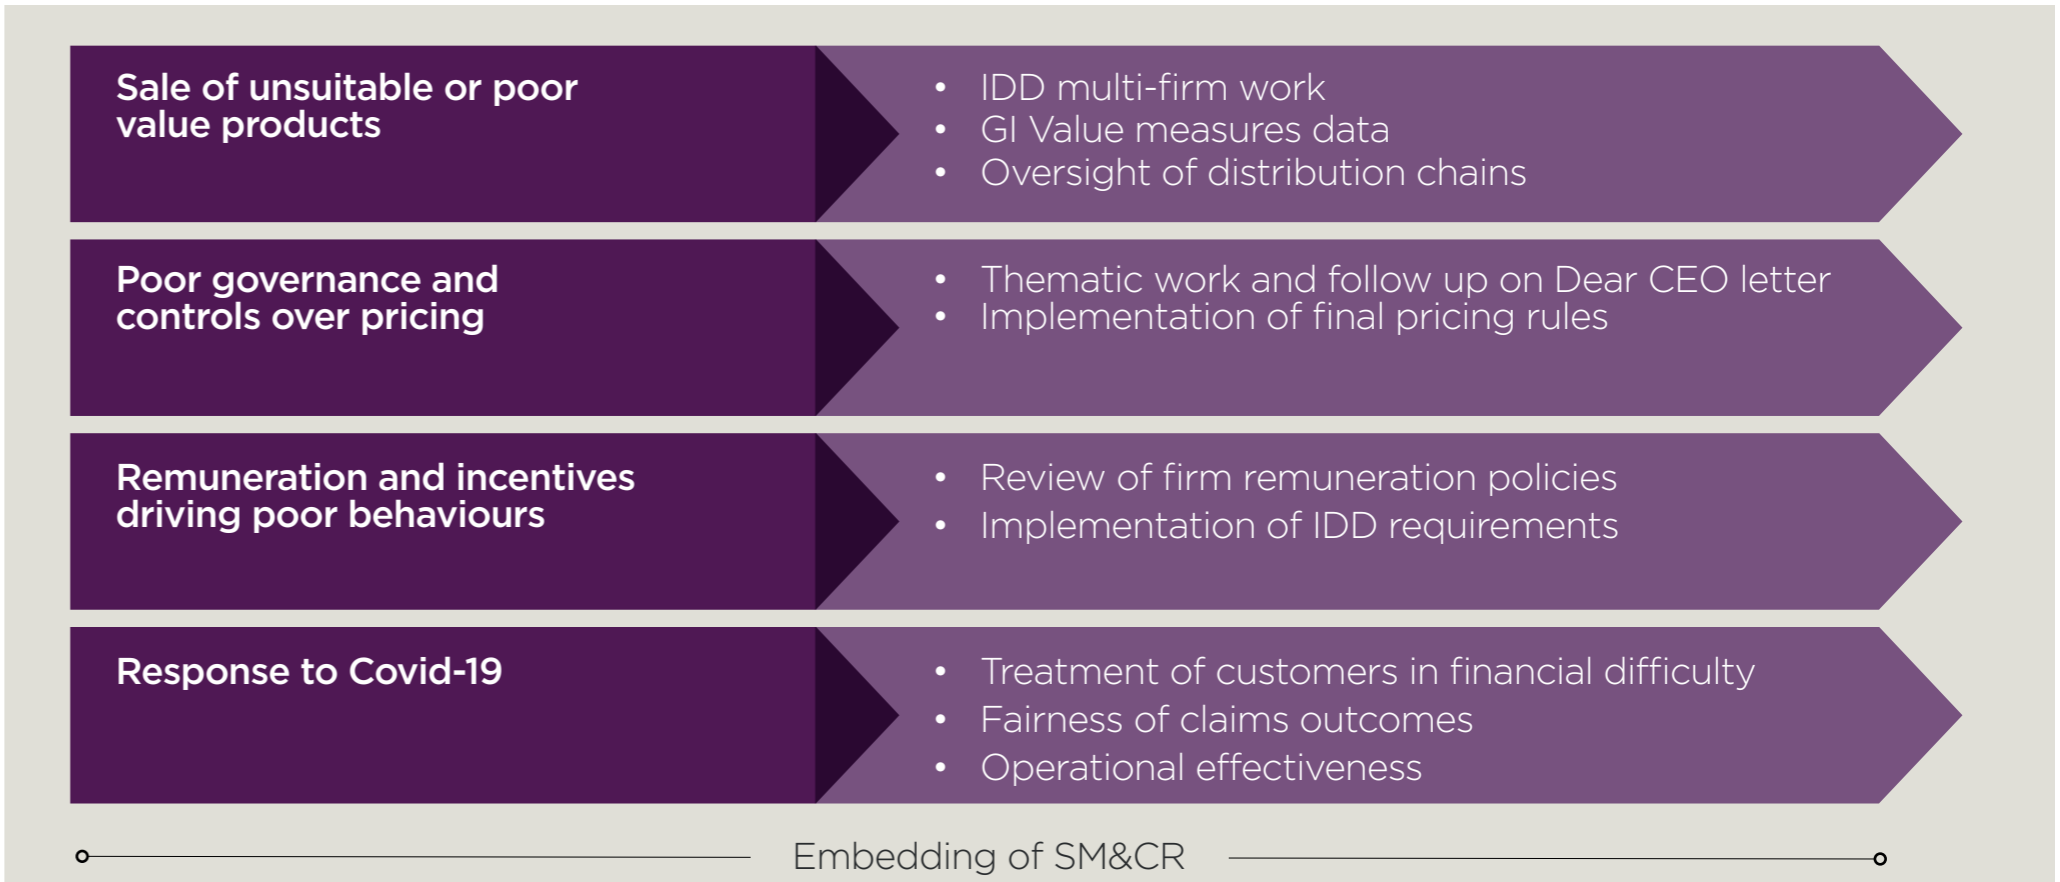 Sale of unsuitable or poor
value products
• IDD multi-firm work
• GI Value measures data
• Oversight of distribution chains
Poor governance and
controls over pricing
• Thematic work and follow up on Dear CEO letter
• Implementation of final pricing rules
Remuneration and incentives
driving poor behaviours
• Review of firm remuneration policies
• Implementation of IDD requirements
Response to Covid-19
• Treatment of customers in financial difficulty
• Fairness of claims outcomes
• Operational effectiveness
Embedding of SM&CR